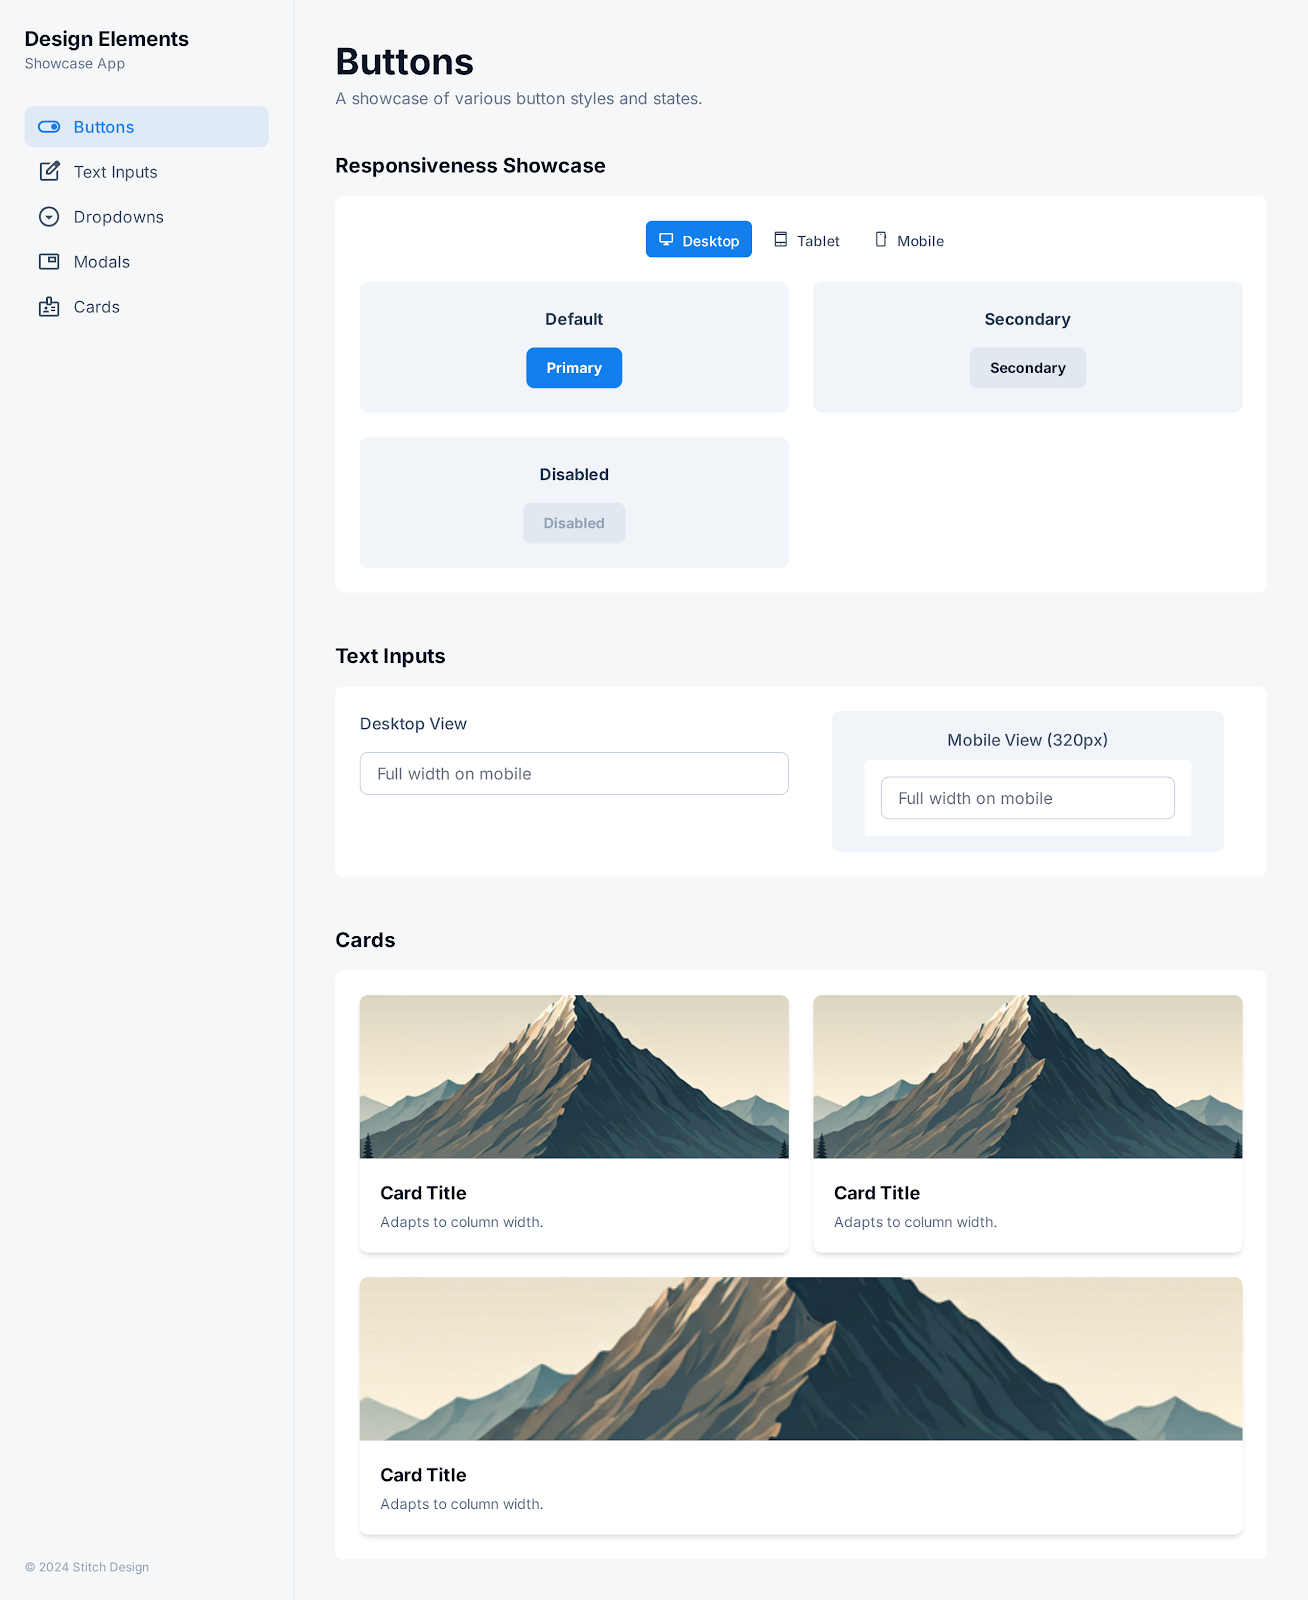 Design Elements
Showcase App
Buttons
Text Inputs
Dropdowns
Modals
Cards
© 2024 Stitch Design
Buttons
A showcase of various button styles and states.
Responsiveness Showcase
Desktop
Tablet
Mobile
Default
Primary
Secondary
Secondary
Disabled
Disabled
Text Inputs
Desktop View
Full width on mobile
Mobile View (320px)
Full width on mobile
Cards
Card Title
Adapts to column width.
Card Title
Adapts to column width.
Card Title
Adapts to column width.